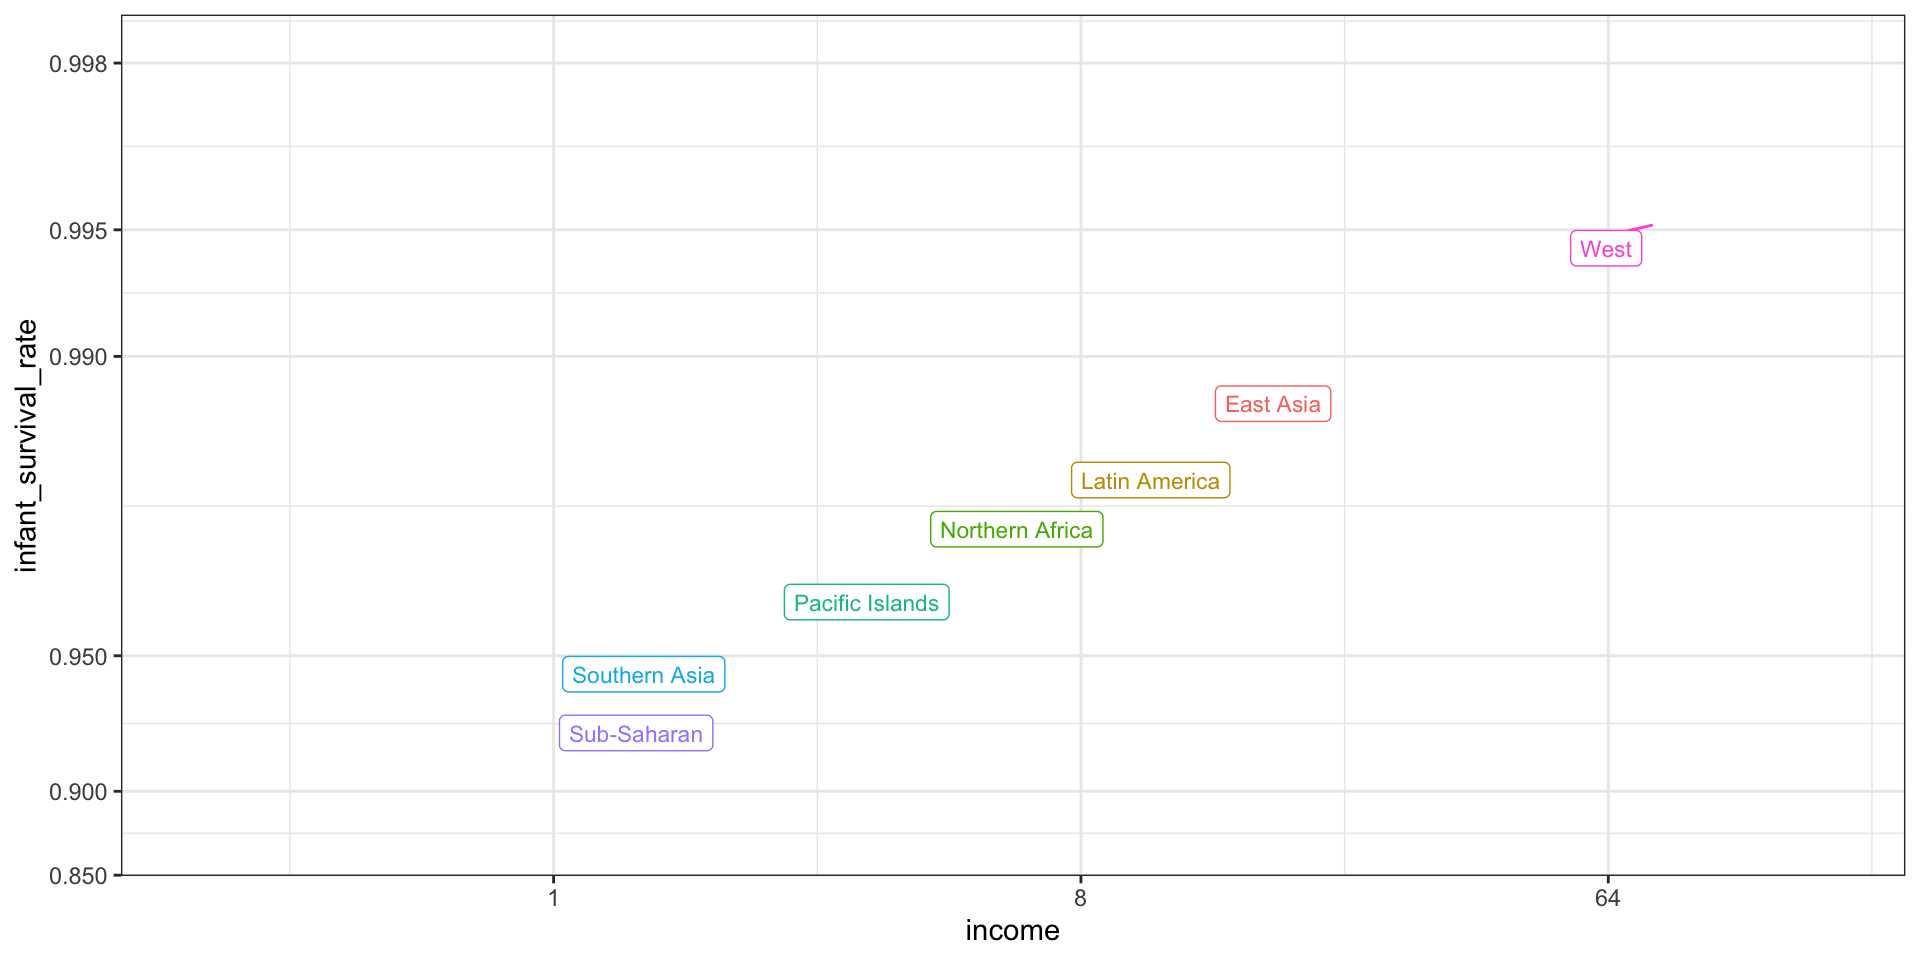 0.998
0.995
West
0.990
East Asia
Latin America
Northern Africa
Pacific Islands
0.950
Southern Asia
Sub-Saharan
0.900
0.850
infant_survival_rate
1
8
64
income